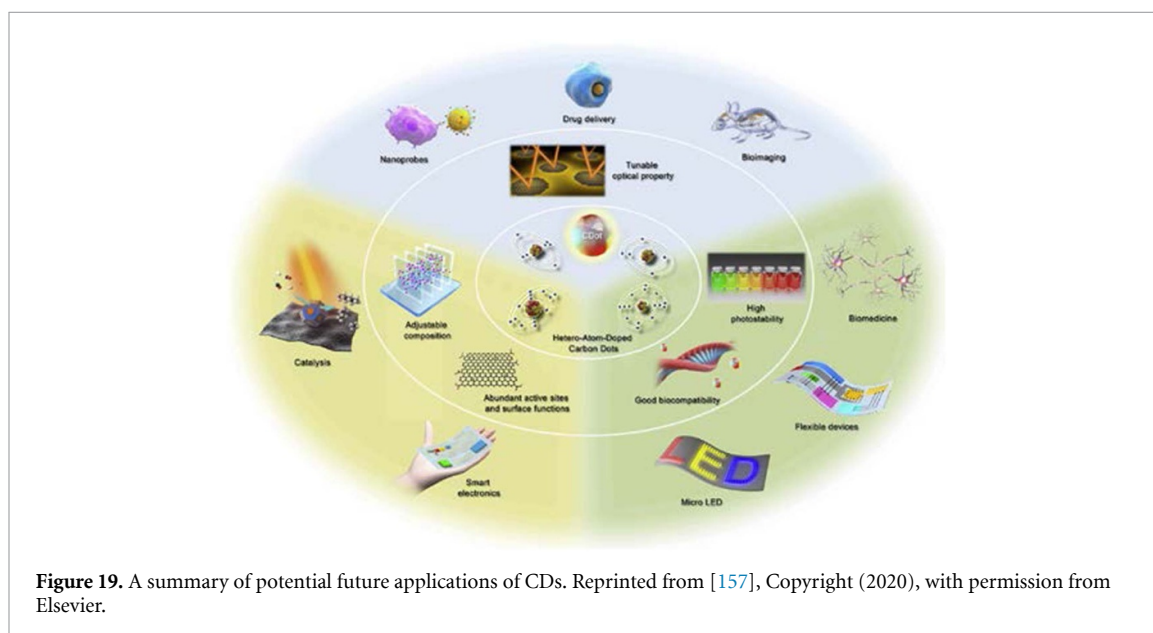 Drug delivery
Nanoprobes
Bioimaging
Tunable
optical property
CDot
Adjustable
composition
High
photostability
Biomedicine
Catalysis
Hetero-Atom-Doped
Carbon Dots
Abundant active sites
and surface functions
Good biocompatibility
Flexible devices
Smart
electronics
LED
Micro LED
Figure 19. A summary of potential future applications of CDs. Reprinted from [157], Copyright (2020), with permission from
Elsevier.